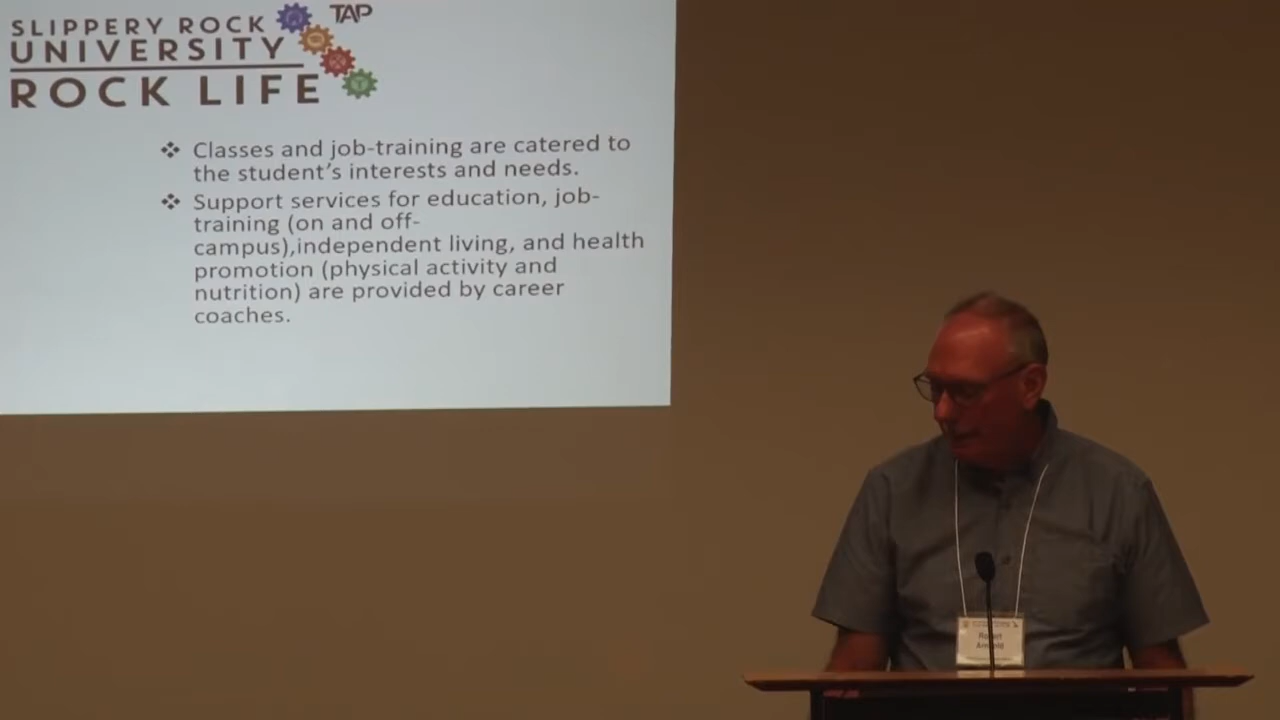 SLIPPERY ROCK TAP
UNIVERSITY
ROCK LIFE
❖ Classes and job-training are catered to
the student's interests and needs.
❖ Support services for education, job-
training (on and off-
campus),independent living, and health
promotion (physical activity and
nutrition) are provided by career
coaches.